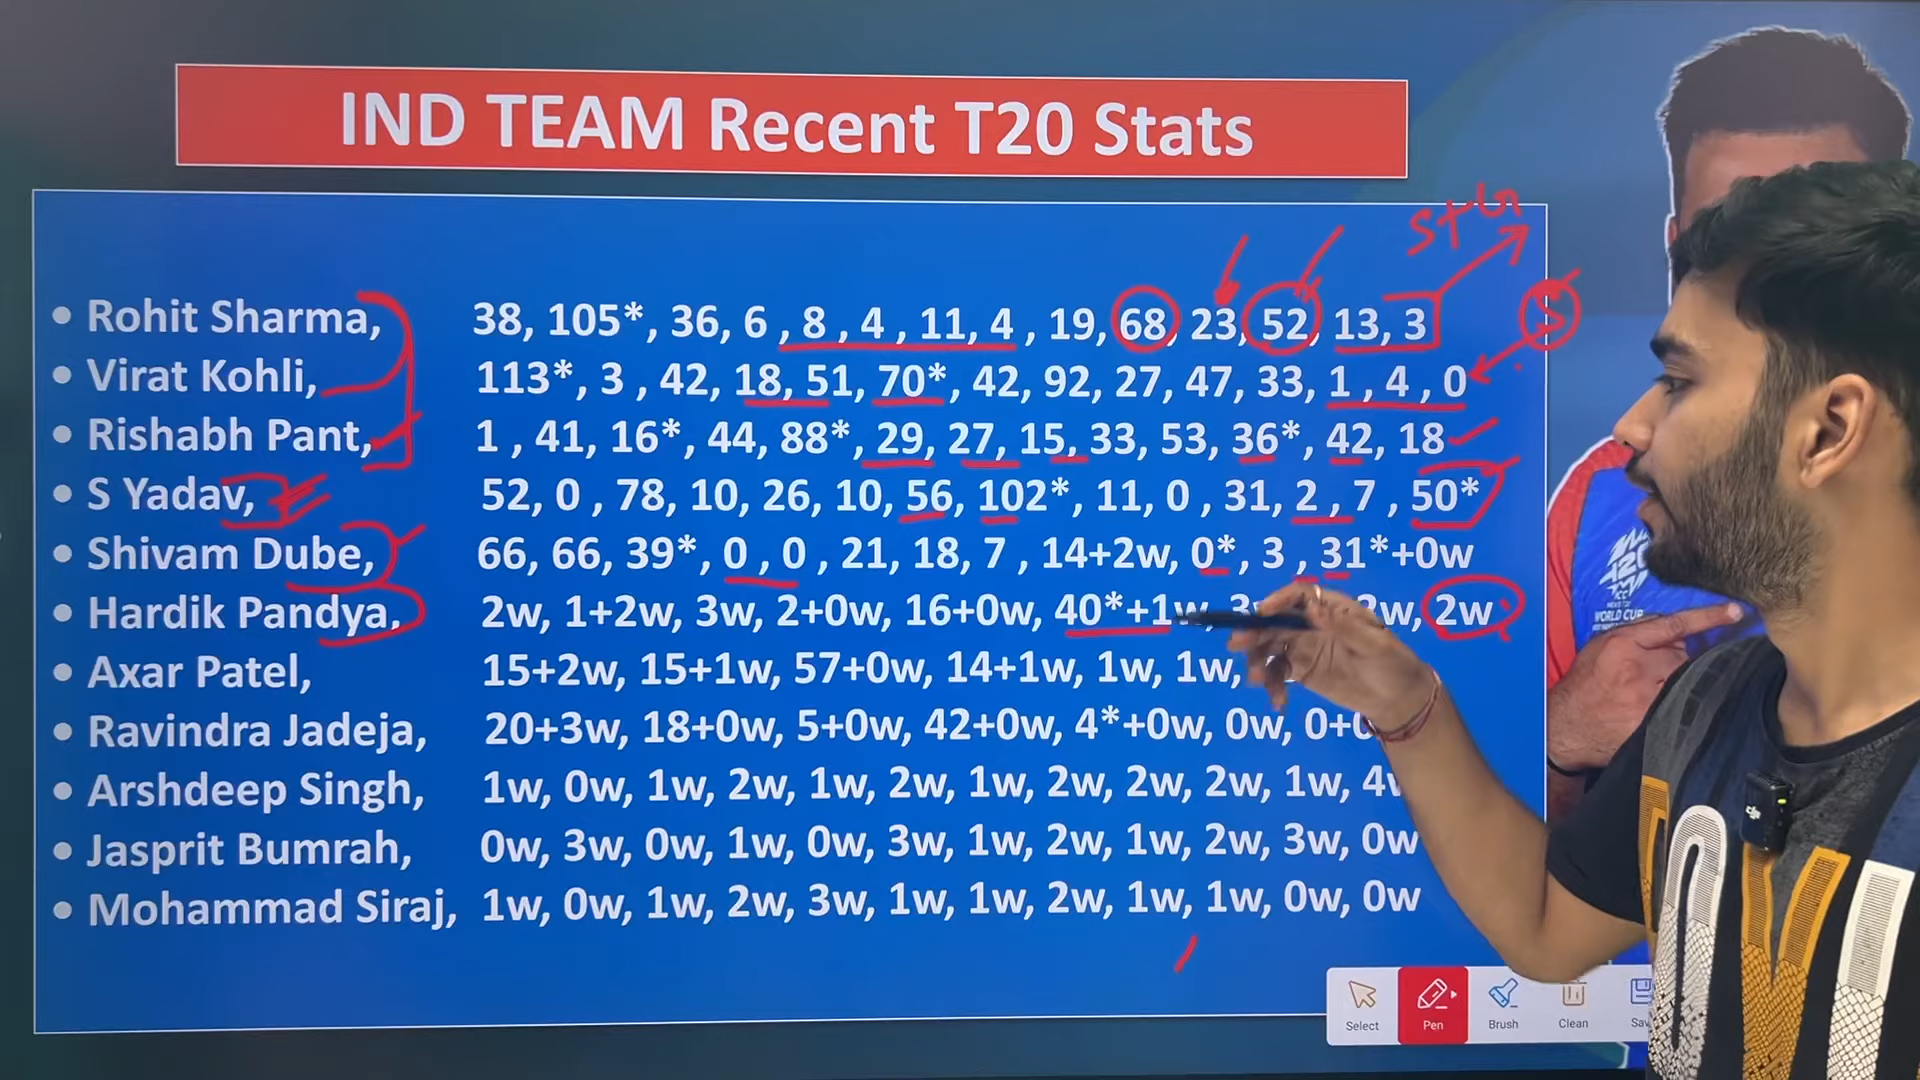 IND TEAM Recent T20 Stats
S+G
S
• Rohit Sharma, 38, 105*, 36, 6 , 8 , 4 , 11, 4 , 19, 68, 23, 52, 13, 3
• Virat Kohli, 113*, 3 , 42, 18, 51, 70*, 42, 92, 27, 47, 33, 1 , 4 , 0
• Rishabh Pant, 1 , 41, 16*, 44, 88*, 29, 27, 15, 33, 53, 36*, 42, 18
• S Yadav, 52, 0 , 78, 10, 26, 10, 56, 102*, 11, 0 , 31, 2 , 7 , 50*
• Shivam Dube, 66, 66, 39*, 0 , 0 , 21, 18, 7 , 14+2w, 0*, 3 , 31*+0w
• Hardik Pandya, 2w, 1+2w, 3w, 2+0w, 16+0w, 40*+1w, 2w
• Axar Patel, 15+2w, 15+1w, 57+0w, 14+1w, 1w, 1w,
• Ravindra Jadeja, 20+3w, 18+0w, 5+0w, 42+0w, 4*+0w, 0w,
• Arshdeep Singh, 1w, 0w, 1w, 2w, 1w, 2w, 1w, 2w, 2w, 2w, 1w, 4w
• Jasprit Bumrah, 0w, 3w, 0w, 1w, 0w, 3w, 1w, 2w, 1w, 2w, 3w, 0w
• Mohammad Siraj, 1w, 0w, 1w, 2w, 3w, 1w, 1w, 2w, 1w, 1w, 0w, 0w
WORLD CUP
Select Pen Brush Clean
dji